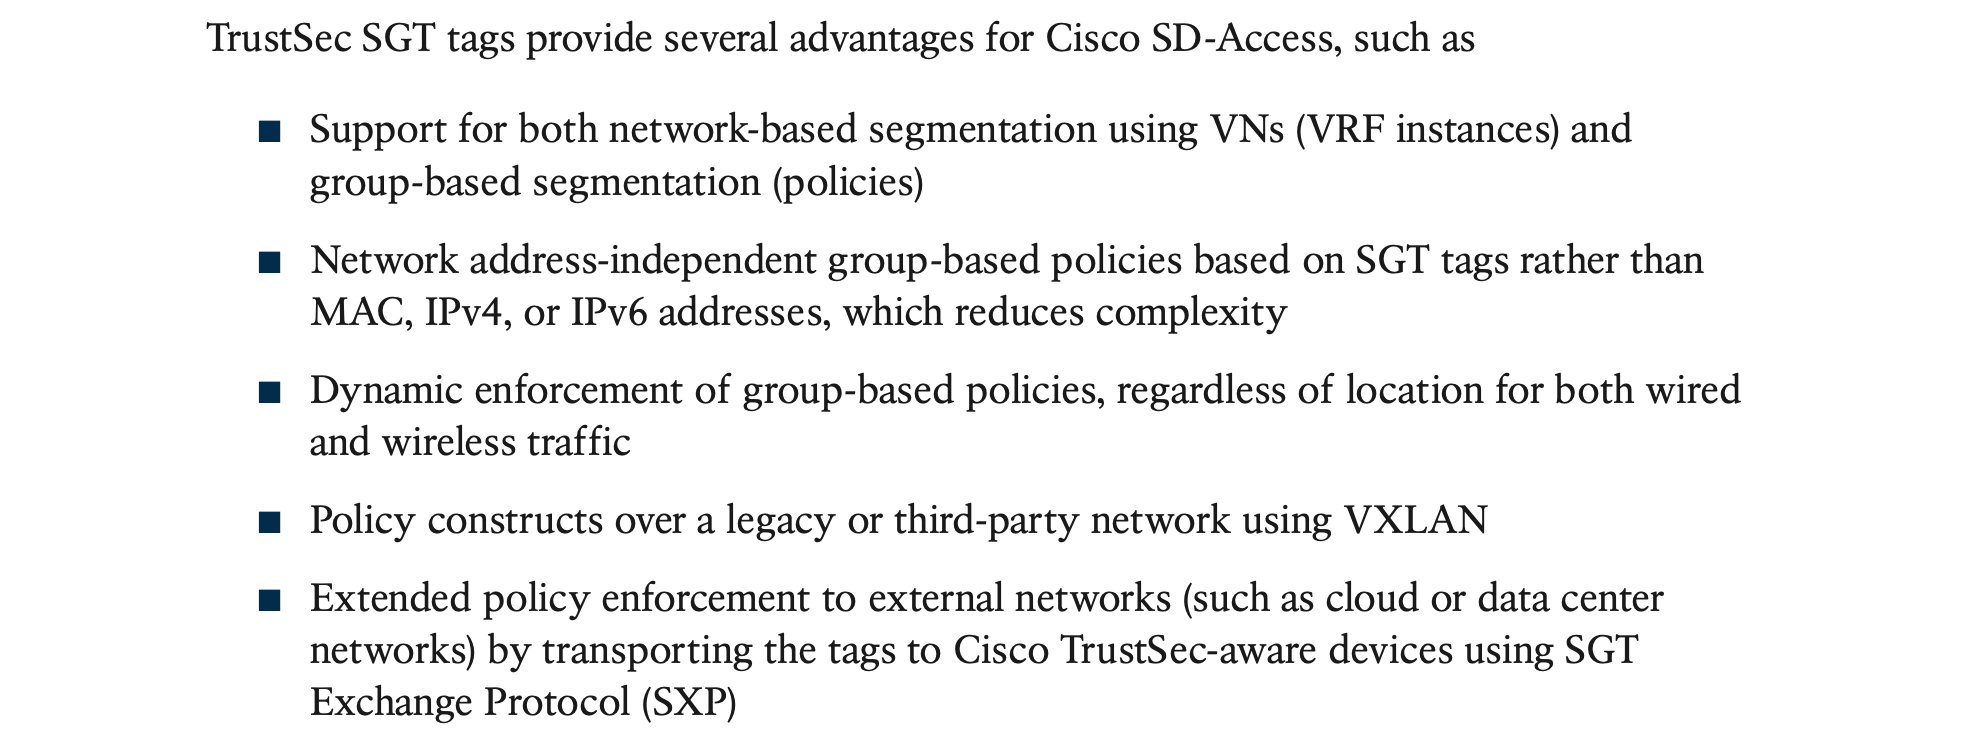 TrustSec SGT tags provide several advantages for Cisco SD-Access, such as
■ Support for both network-based segmentation using VNs (VRF instances) and
group-based segmentation (policies)
■ Network address-independent group-based policies based on SGT tags rather than
MAC, IPv4, or IPv6 addresses, which reduces complexity
■ Dynamic enforcement of group-based policies, regardless of location for both wired
and wireless traffic
■ Policy constructs over a legacy or third-party network using VXLAN
■ Extended policy enforcement to external networks (such as cloud or data center
networks) by transporting the tags to Cisco TrustSec-aware devices using SGT
Exchange Protocol (SXP)